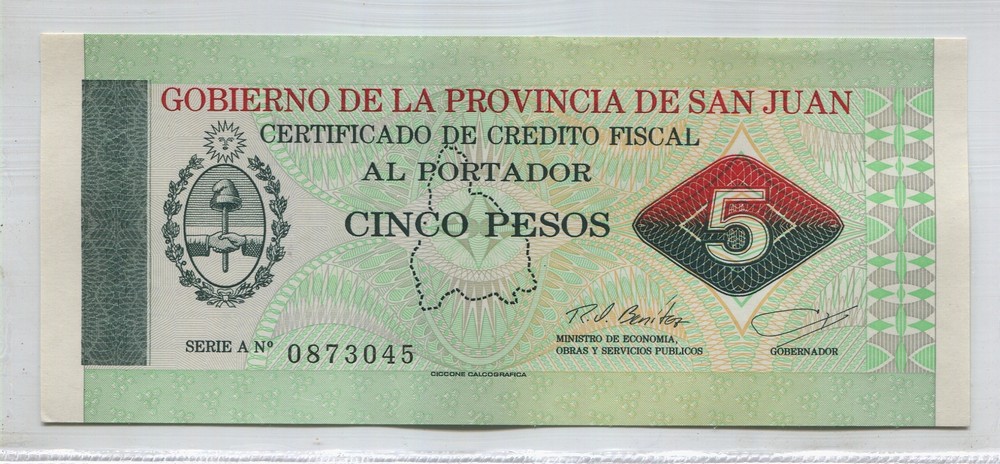 GOBIERNO DE LA PROVINCIA DE SAN JUAN
CERTIFICADO DE CREDITO FISCAL
AL PORTADOR
CINCO PESOS
5
R. J. Benítez
MINISTRO DE ECONOMIA,
OBRAS Y SERVICIOS PUBLICOS
GOBERNADOR
SERIE A Nº 0873045
CICCONE CALCOGRAFICA